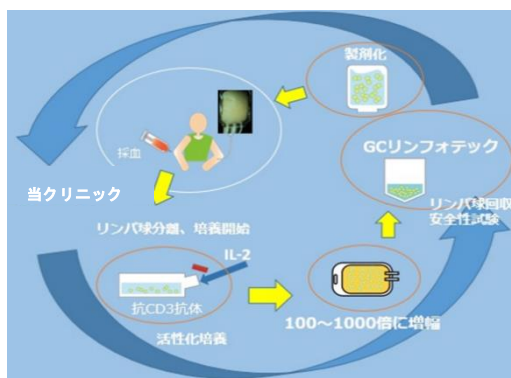 製剤化
採血
GCリンフォテック
当クリニック
リンパ球回収
安全性試験
リンパ球分離、培養開始
IL-2
抗CD3抗体
100～1000倍に増幅
活性化培養